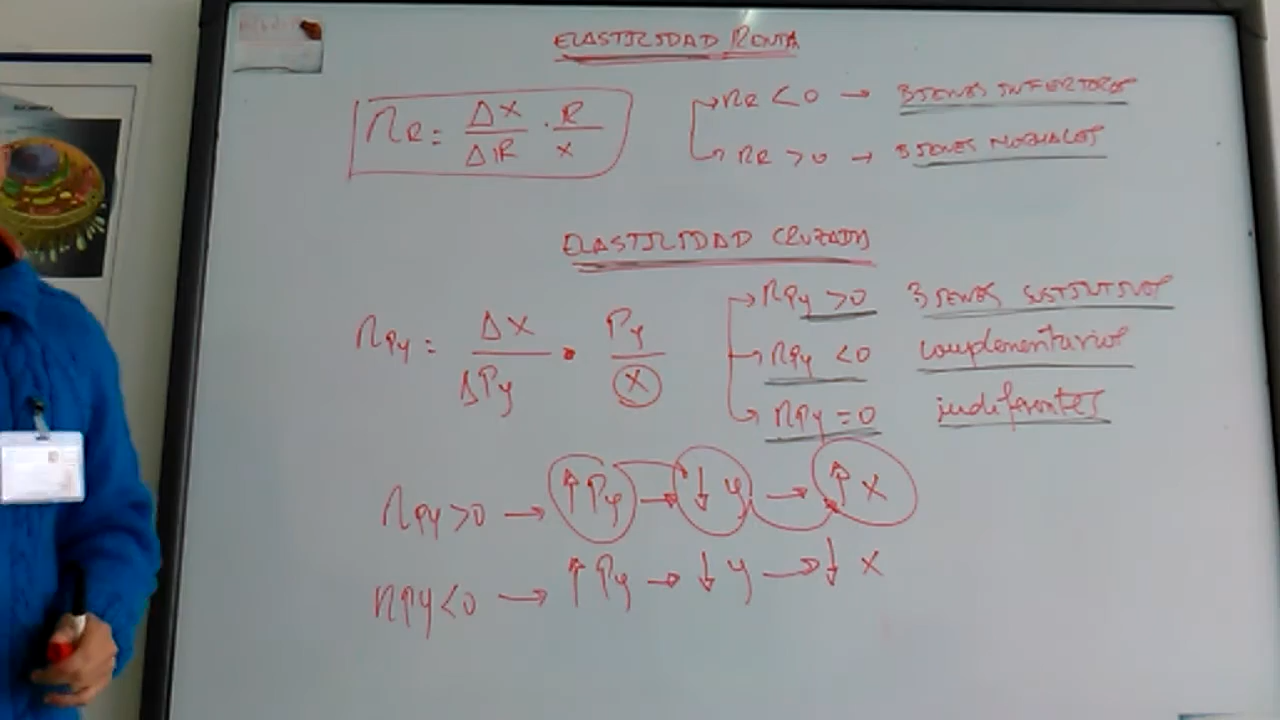 ELASTICIDAD RENTA
ηR = ΔX/ΔR · R/x
ηR < 0 → BIENES INFERIORES
ηR > 0 → BIENES NORMALES
ELASTICIDAD CRUZADA
ηPy = ΔX/ΔPy · Py/X
ηPy > 0 BIENES SUSTITUTIVOS
ηPy < 0 complementarios
ηPy = 0 indiferentes
ηPy > 0 → ↑ Py → ↓ y → ↑ X
ηPy < 0 → ↑ Py → ↓ y → ↓ X